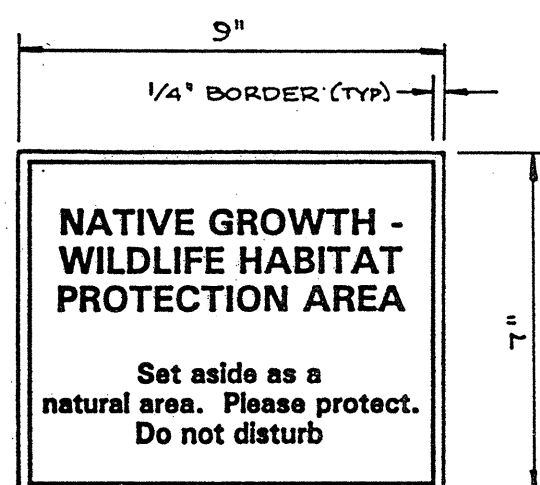 9"
1/4" BORDER (TYP)
NATIVE GROWTH -
WILDLIFE HABITAT
PROTECTION AREA
7"
Set aside as a
natural area. Please protect.
Do not disturb